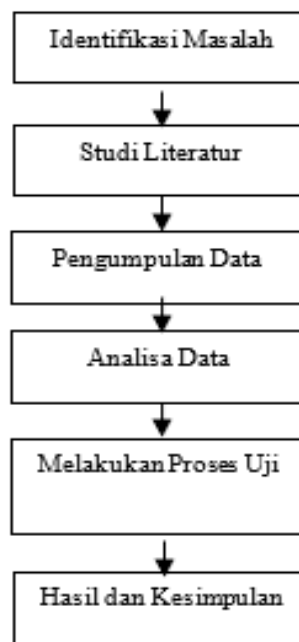 Identifikasi Masalah
Studi Literatur
Pengumpulan Data
Analisa Data
Melakukan Proses Uji
Hasil dan Kesimpulan